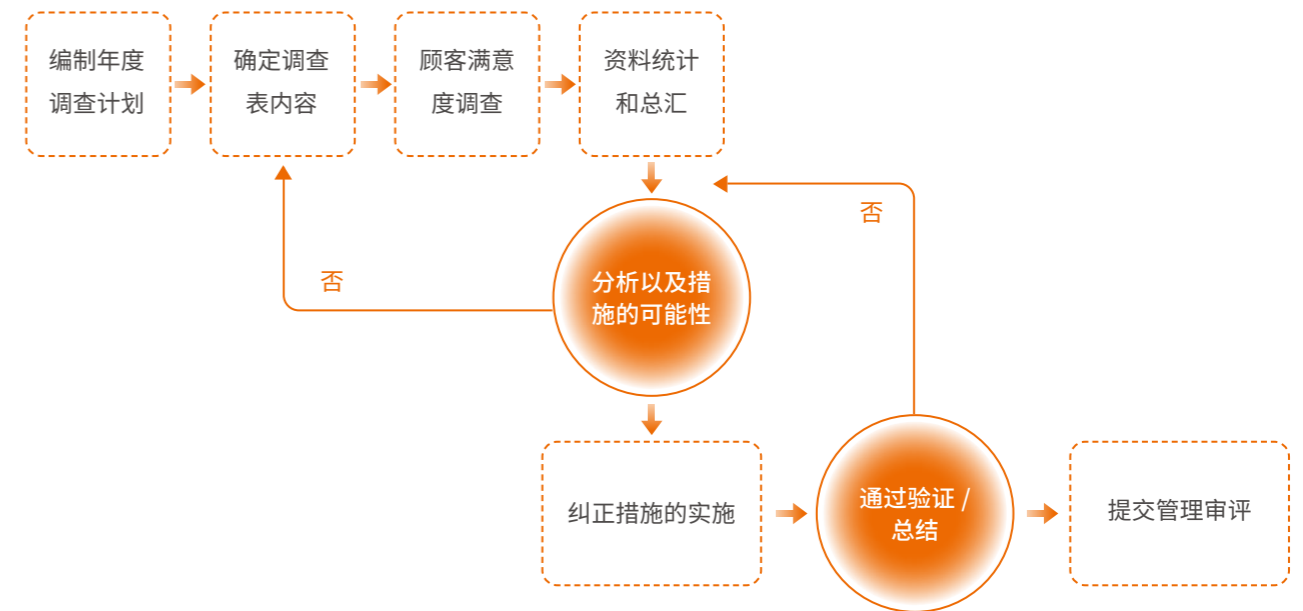 编制年度
调查计划
确定调查
表内容
顾客满意
度调查
资料统计
和总汇
否
否
分析以及措
施的可能性
纠正措施的实施
通过验证 /
总结
提交管理审评